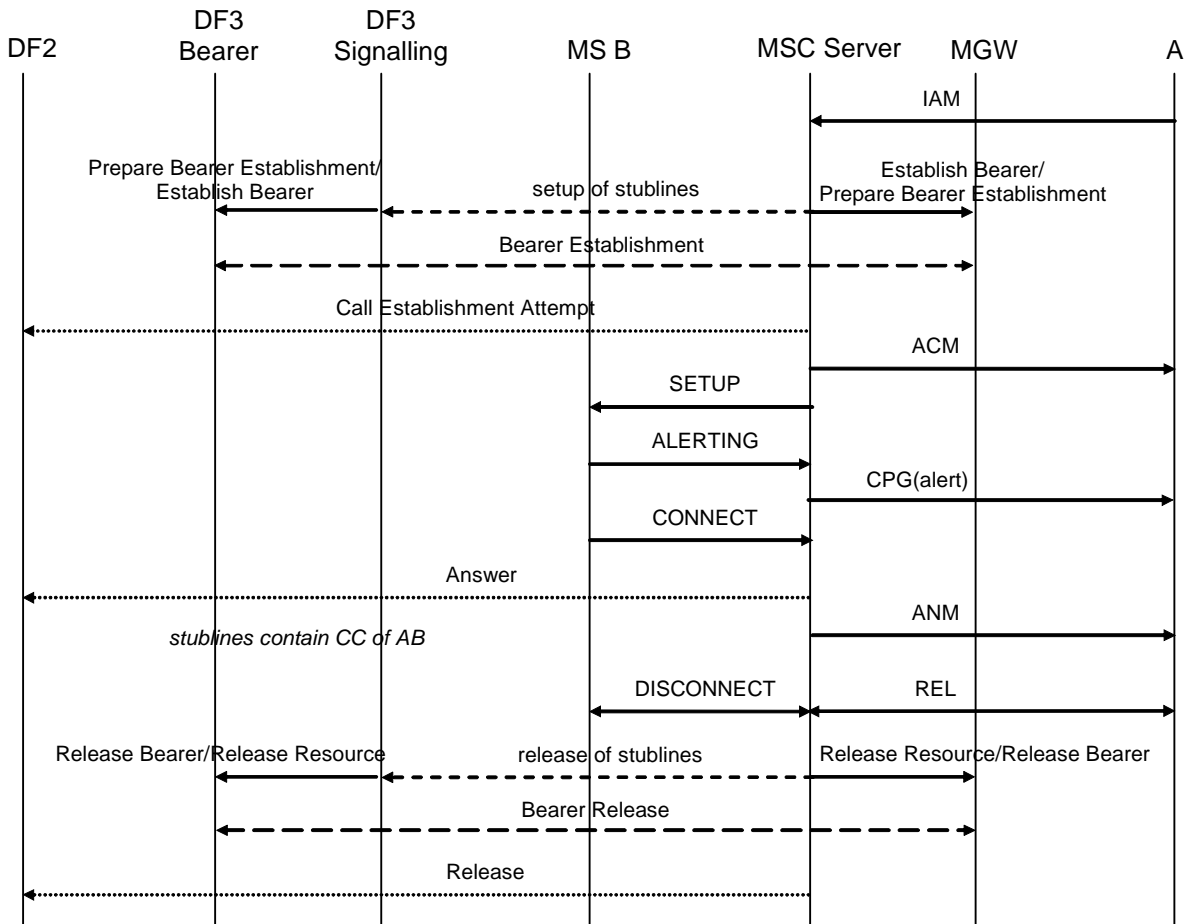 DF2
DF3
Bearer
DF3
Signalling
MS B
MSC Server
MGW
A
IAM
Prepare Bearer Establishment/
Establish Bearer
setup of stublines
Establish Bearer/
Prepare Bearer Establishment
Bearer Establishment
Call Establishment Attempt
ACM
SETUP
ALERTING
CPG(alert)
CONNECT
Answer
ANM
stublines contain CC of AB
DISCONNECT
REL
Release Bearer/Release Resource
release of stublines
Release Resource/Release Bearer
Bearer Release
Release